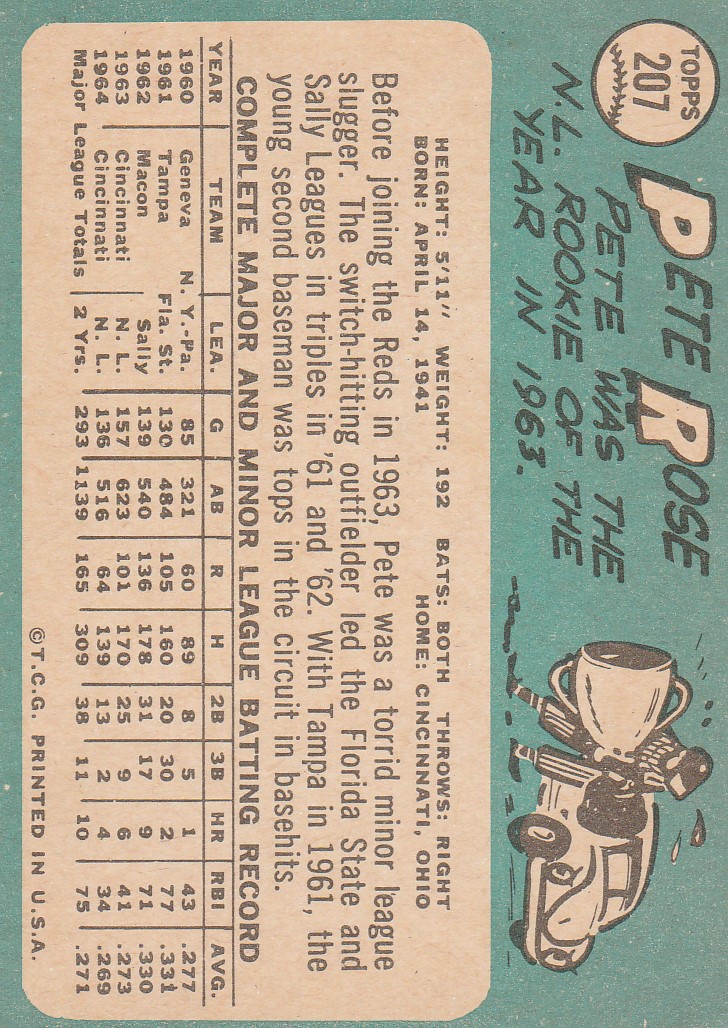 TOPPS
207
PETE ROSE
PETE WAS THE
N.L. ROOKIE OF THE
YEAR IN 1963.
HEIGHT: 5'11" WEIGHT: 192 BATS: BOTH THROWS: RIGHT
BORN: APRIL 14, 1941 HOME: CINCINNATI, OHIO
Before joining the Reds in 1963, Pete was a torrid minor league
slugger. The switch-hitting outfielder led the Florida State and
Sally Leagues in triples in '61 and '62. With Tampa in 1961, the
young second baseman was tops in the circuit in basehits.
COMPLETE MAJOR AND MINOR LEAGUE BATTING RECORD
YEAR TEAM LEA. G AB R H 2B 3B HR RBI AVG.
1960 Geneva N. Y.-Pa. 85 321 60 89 8 5 1 43 .277
1961 Tampa Fla. St. 130 484 105 160 20 30 2 77 .331
1962 Macon Sally 139 540 136 178 31 17 9 71 .330
1963 Cincinnati N. L. 157 623 101 170 25 9 6 41 .273
1964 Cincinnati N. L. 136 516 64 139 13 2 4 34 .269
Major League Totals 2 Yrs. 293 1139 165 309 38 11 10 75 .271
©T.C.G. PRINTED IN U.S.A.